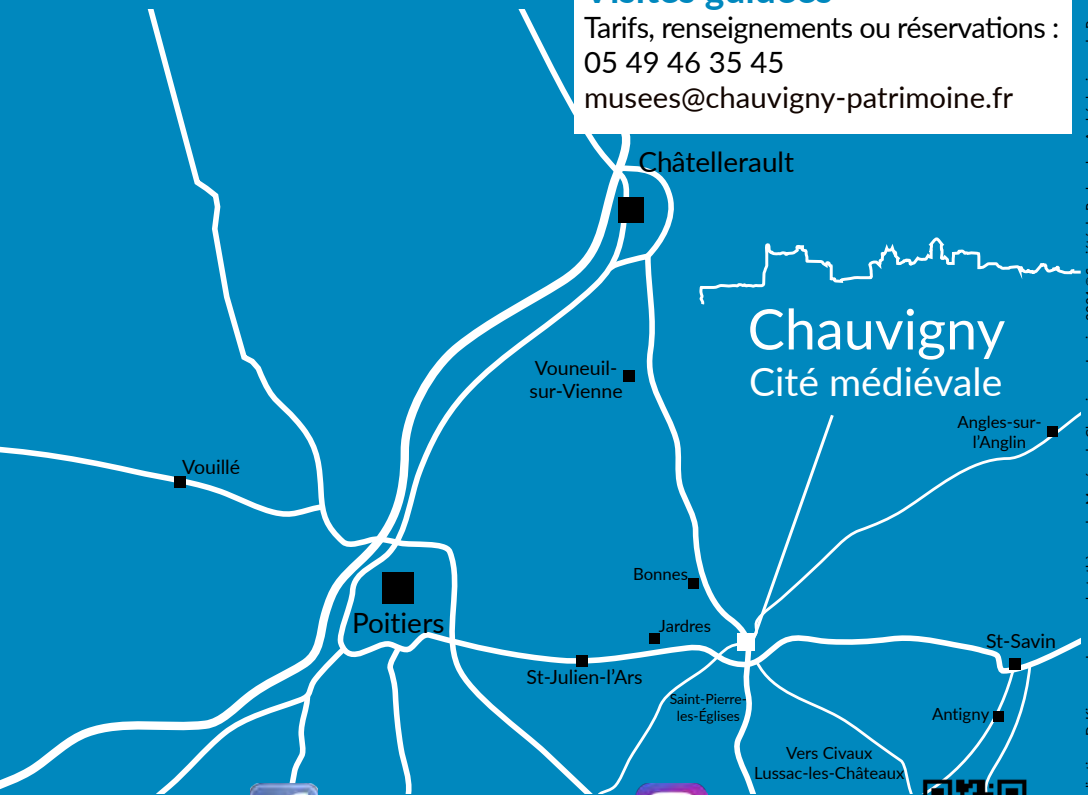 Visites guidées
Tarifs, renseignements ou réservations :
05 49 46 35 45
musees@chauvigny-patrimoine.fr
Châtellerault
Chauvigny
Cité médiévale
Vouneuil-
sur-Vienne
Angles-sur-
l'Anglin
Vouillé
Bonnes
Poitiers
Jardres
St-Savin
St-Julien-l'Ars
Saint-Pierre-
les-Églises
Antigny
Vers Civaux
Lussac-les-Châteaux